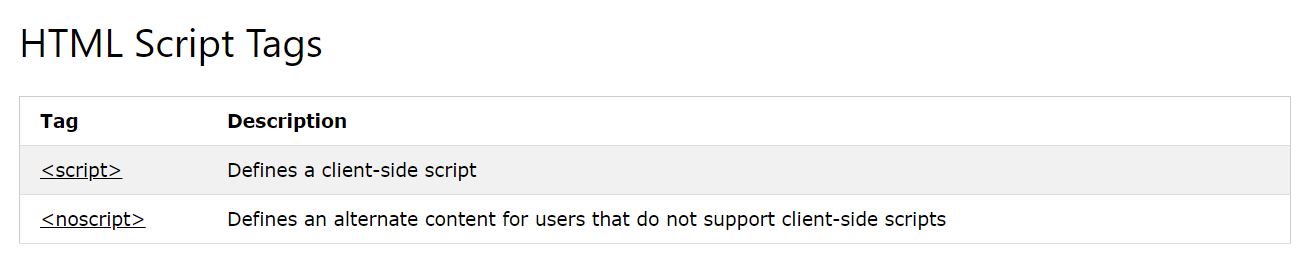 HTML Script Tags
Tag Description
<script> Defines a client-side script
<noscript> Defines an alternate content for users that do not support client-side scripts